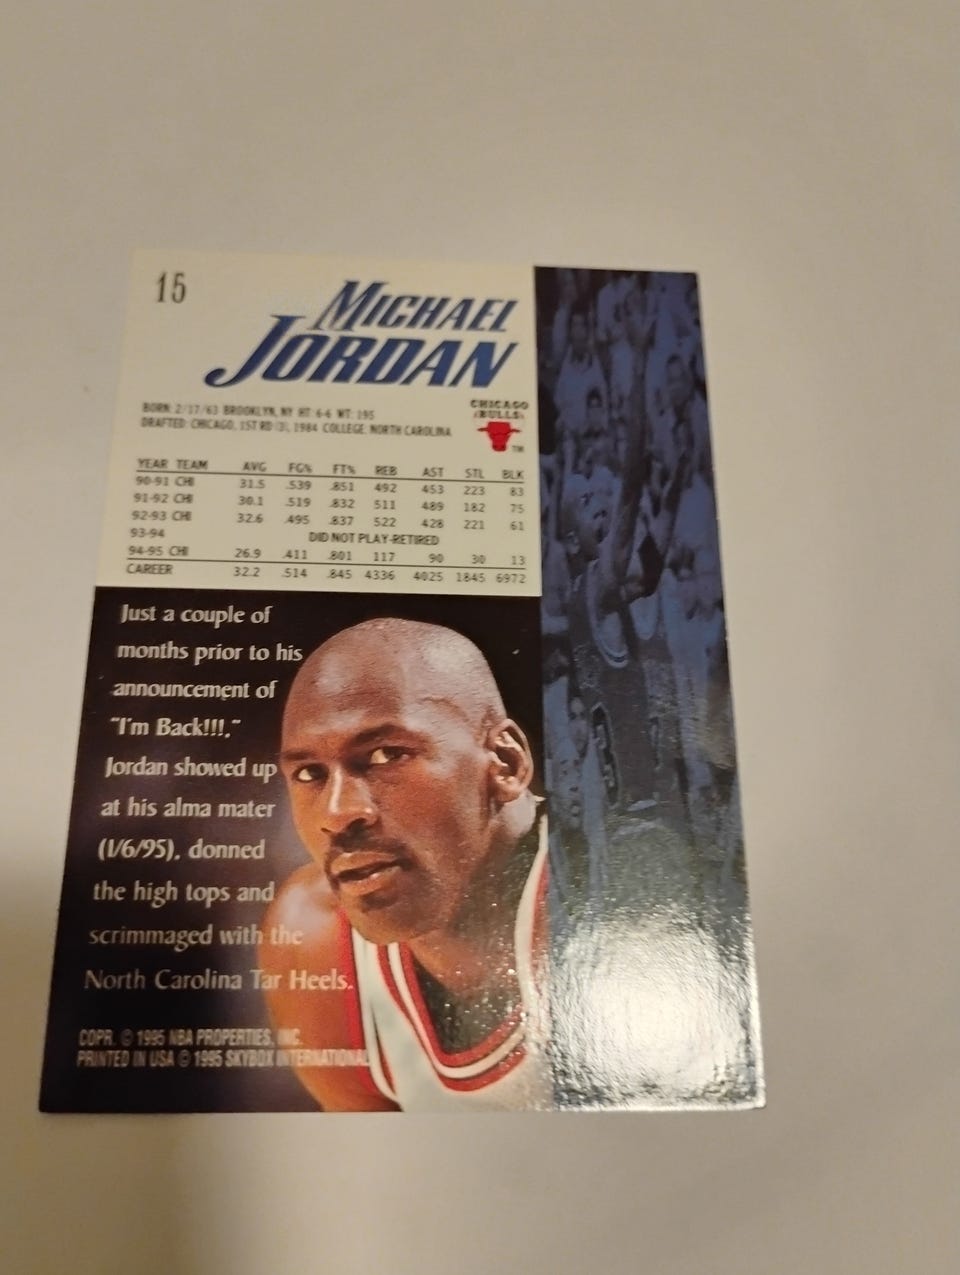 15
MICHAEL
JORDAN
BORN: 2/17/63 BROOKLYN, NY HT: 6-6 WT: 195
DRAFTED: CHICAGO, 1ST RD (3), 1984 COLLEGE: NORTH CAROLINA
CHICAGO
BULLS
TM
YEAR TEAM AVG FG% FT% REB AST STL BLK
90-91 CHI 31.5 .539 .851 492 453 223 83
91-92 CHI 30.1 .519 .832 511 489 182 75
92-93 CHI 32.6 .495 .837 522 428 221 61
93-94 DID NOT PLAY-RETIRED
94-95 CHI 26.9 .411 .801 117 90 30 13
CAREER 32.2 .514 .845 4336 4025 1845 6972
Just a couple of
months prior to his
announcement of
"I'm Back!!!,"
Jordan showed up
at his alma mater
(1/6/95), donned
the high tops and
scrimmaged with the
North Carolina Tar Heels.
COPR. © 1995 NBA PROPERTIES, INC.
PRINTED IN USA © 1995 SKYBOX INTERNATIONAL